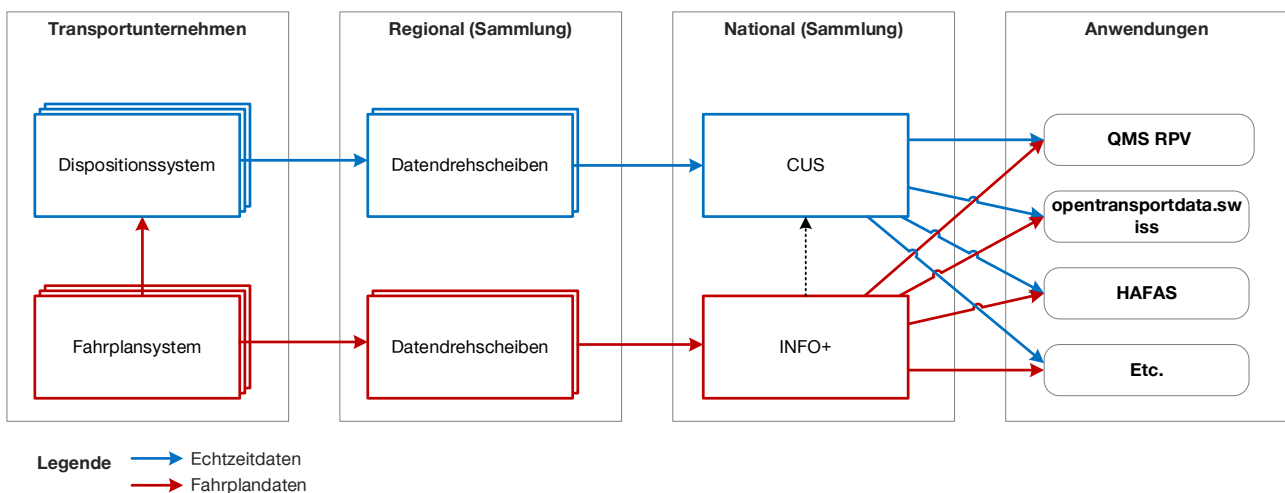 Transportunternehmen
Regional (Sammlung)
National (Sammlung)
Anwendungen
Dispositionssystem
Datendrehscheiben
CUS
QMS RPV
opentransportdata.sw
iss
HAFAS
Fahrplansystem
Datendrehscheiben
INFO+
Etc.
Legende
Echtzeitdaten
Fahrplandaten